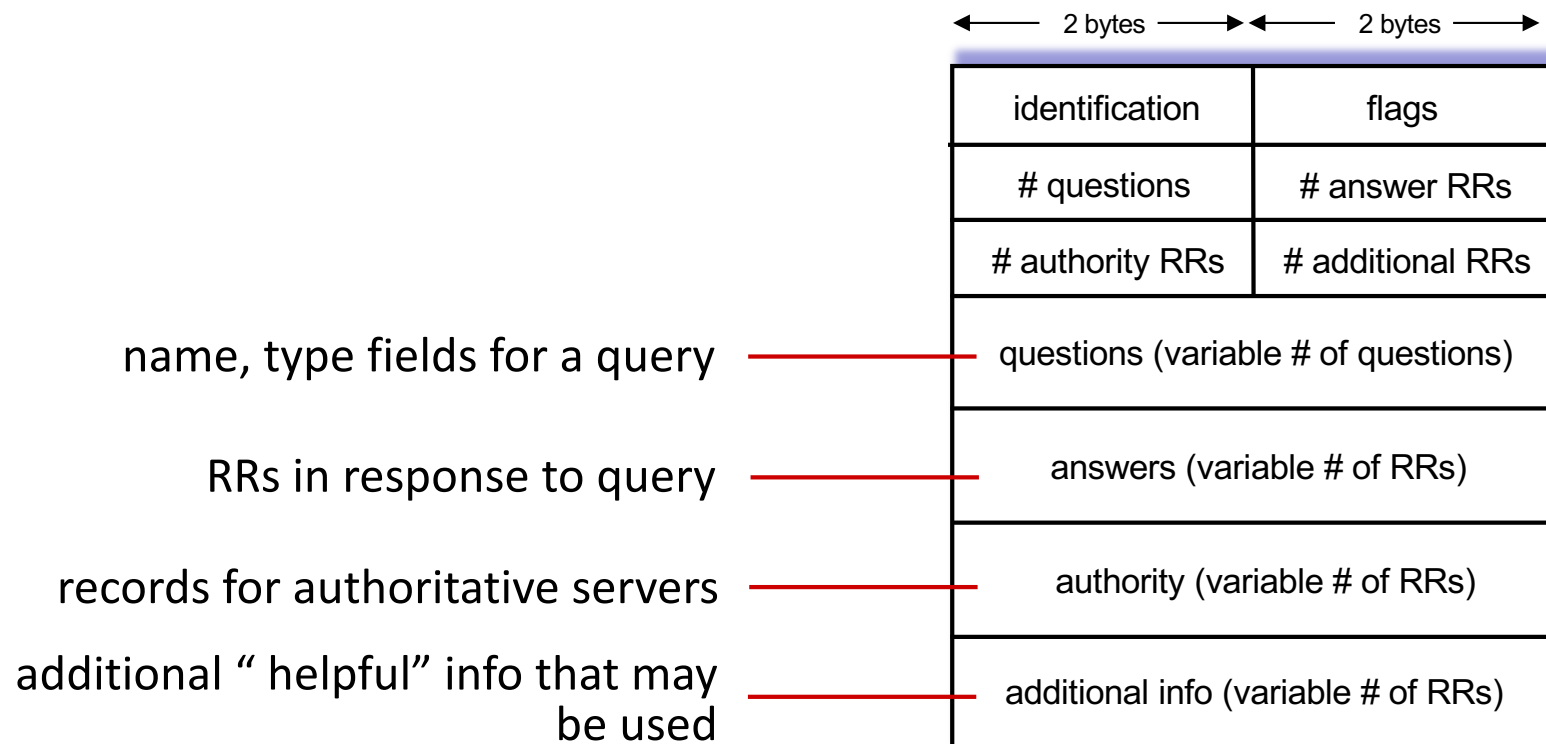 2 bytes 2 bytes
identification flags
# questions # answer RRs
# authority RRs # additional RRs
name, type fields for a query
questions (variable # of questions)
RRs in response to query
answers (variable # of RRs)
records for authoritative servers
authority (variable # of RRs)
additional “ helpful” info that may
be used
additional info (variable # of RRs)